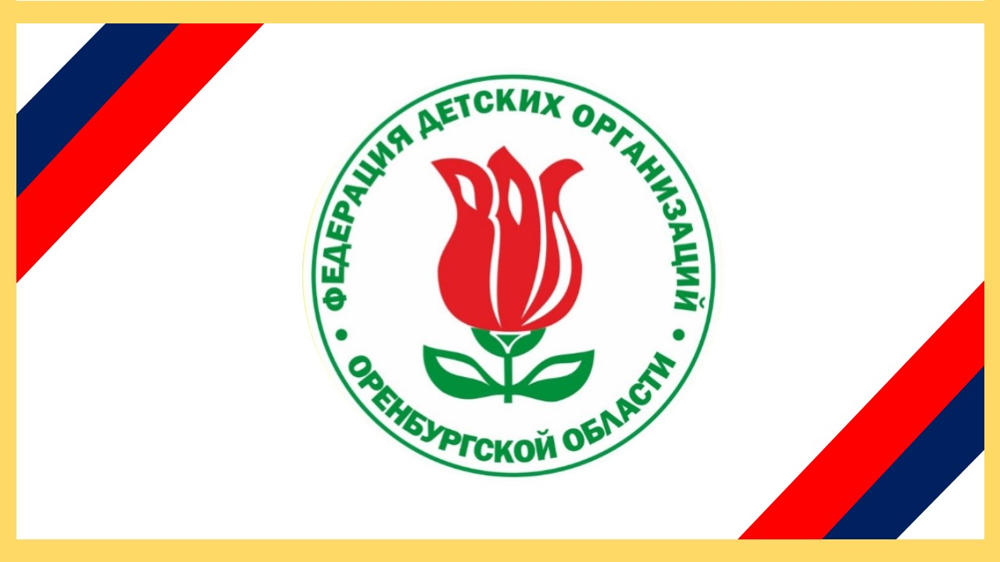 ФЕДЕРАЦИЯ ДЕТСКИХ ОРГАНИЗАЦИЙ
• ОРЕНБУРГСКОЙ ОБЛАСТИ •